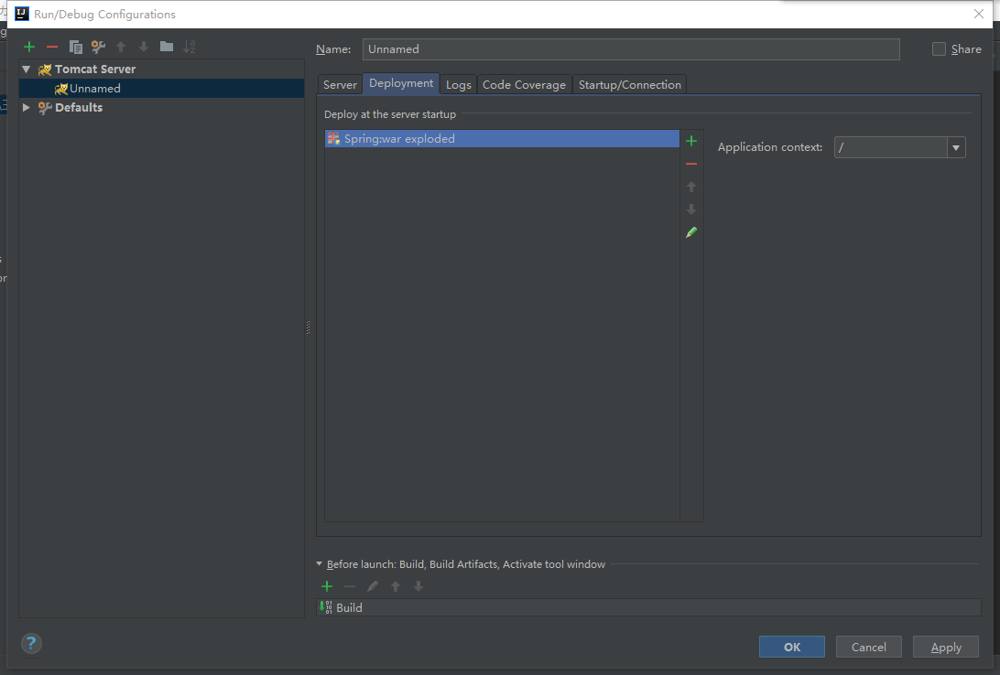 Run/Debug Configurations
Name: Unnamed
Share
Tomcat Server
Unnamed
Defaults
Server Deployment Logs Code Coverage Startup/Connection
Deploy at the server startup
Spring:war exploded
Application context: /
Before launch: Build, Build Artifacts, Activate tool window
Build
? OK Cancel Apply